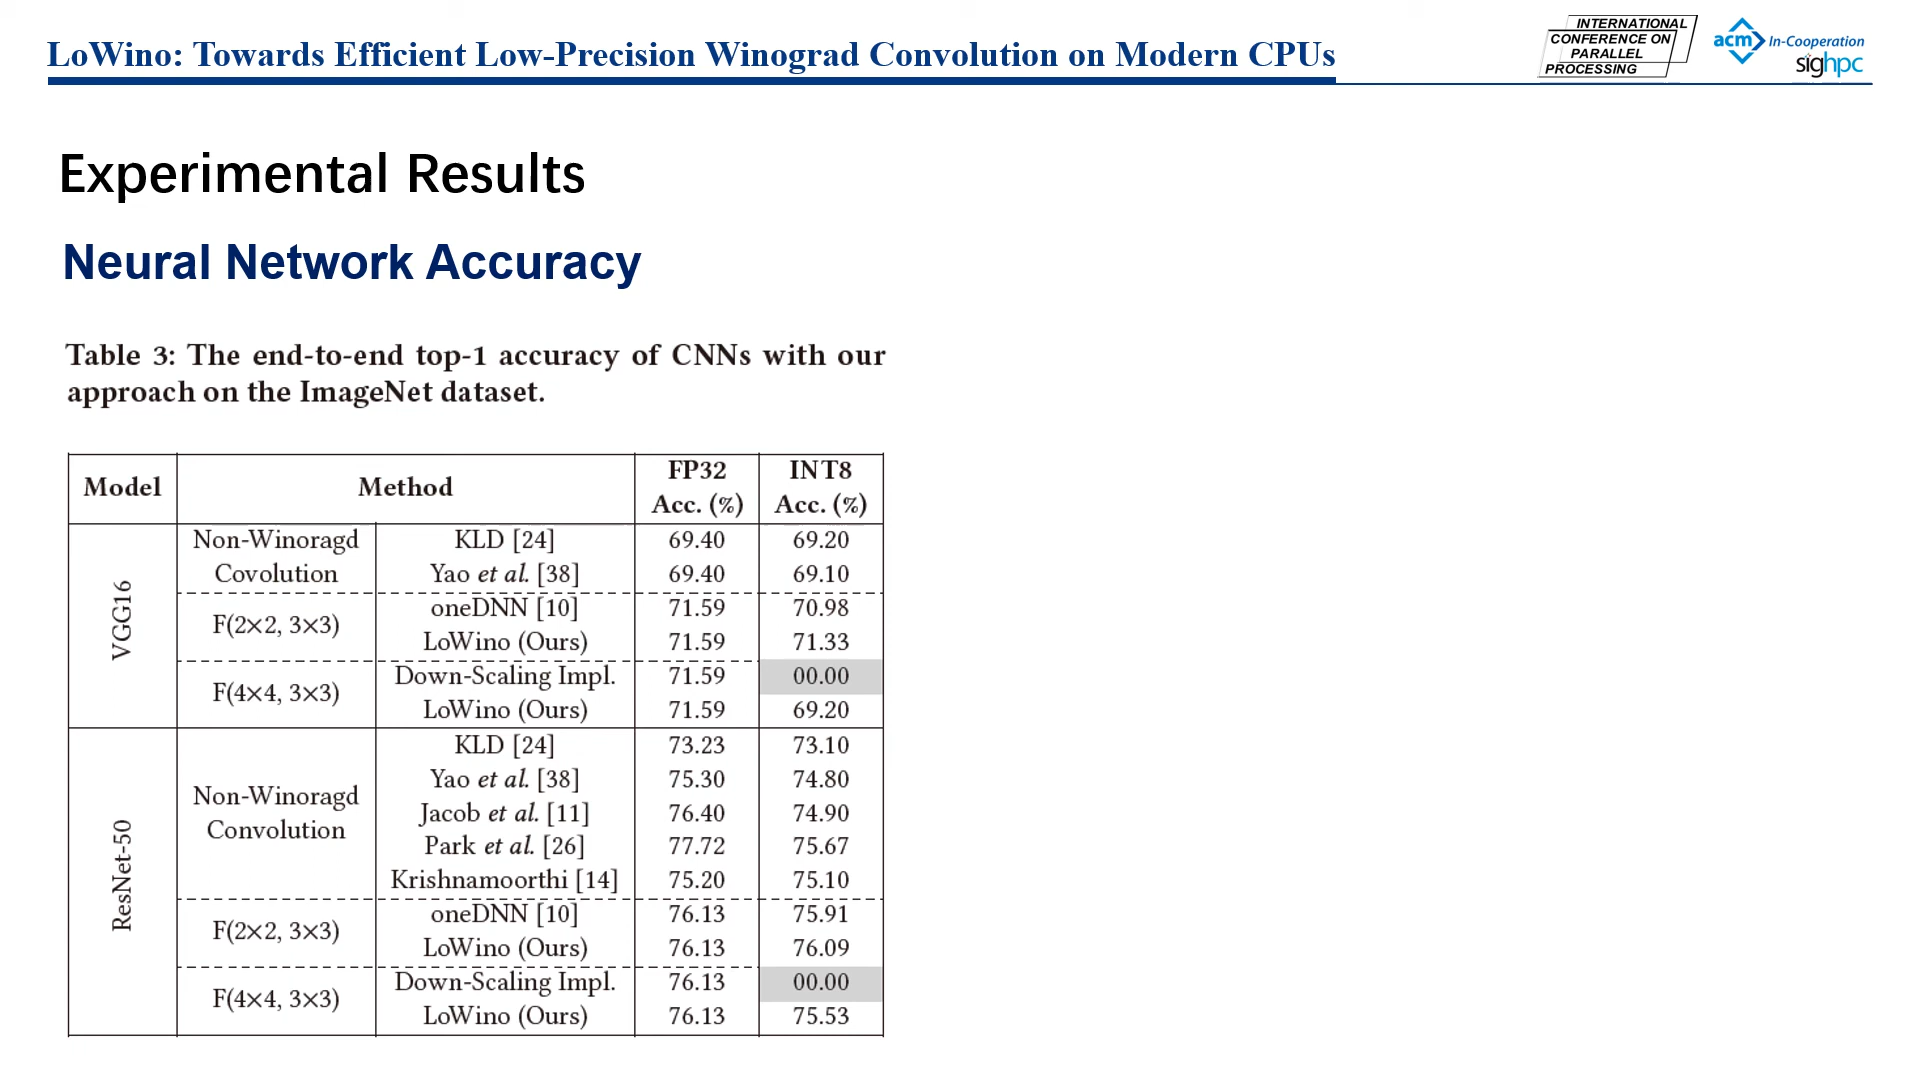 LoWino: Towards Efficient Low-Precision Winograd Convolution on Modern CPUs
INTERNATIONAL
CONFERENCE ON
PARALLEL
PROCESSING
acm In-Cooperation
sighpc
Experimental Results
Neural Network Accuracy
Table 3: The end-to-end top-1 accuracy of CNNs with our
approach on the ImageNet dataset.
Model Method FP32 Acc. (%) INT8 Acc. (%)
VGG16
Non-Winoragd Covolution
KLD [24] 69.40 69.20
Yao et al. [38] 69.40 69.10
F(2×2, 3×3)
oneDNN [10] 71.59 70.98
LoWino (Ours) 71.59 71.33
F(4×4, 3×3)
Down-Scaling Impl. 71.59 00.00
LoWino (Ours) 71.59 69.20
ResNet-50
Non-Winoragd Convolution
KLD [24] 73.23 73.10
Yao et al. [38] 75.30 74.80
Jacob et al. [11] 76.40 74.90
Park et al. [26] 77.72 75.67
Krishnamoorthi [14] 75.20 75.10
F(2×2, 3×3)
oneDNN [10] 76.13 75.91
LoWino (Ours) 76.13 76.09
F(4×4, 3×3)
Down-Scaling Impl. 76.13 00.00
LoWino (Ours) 76.13 75.53